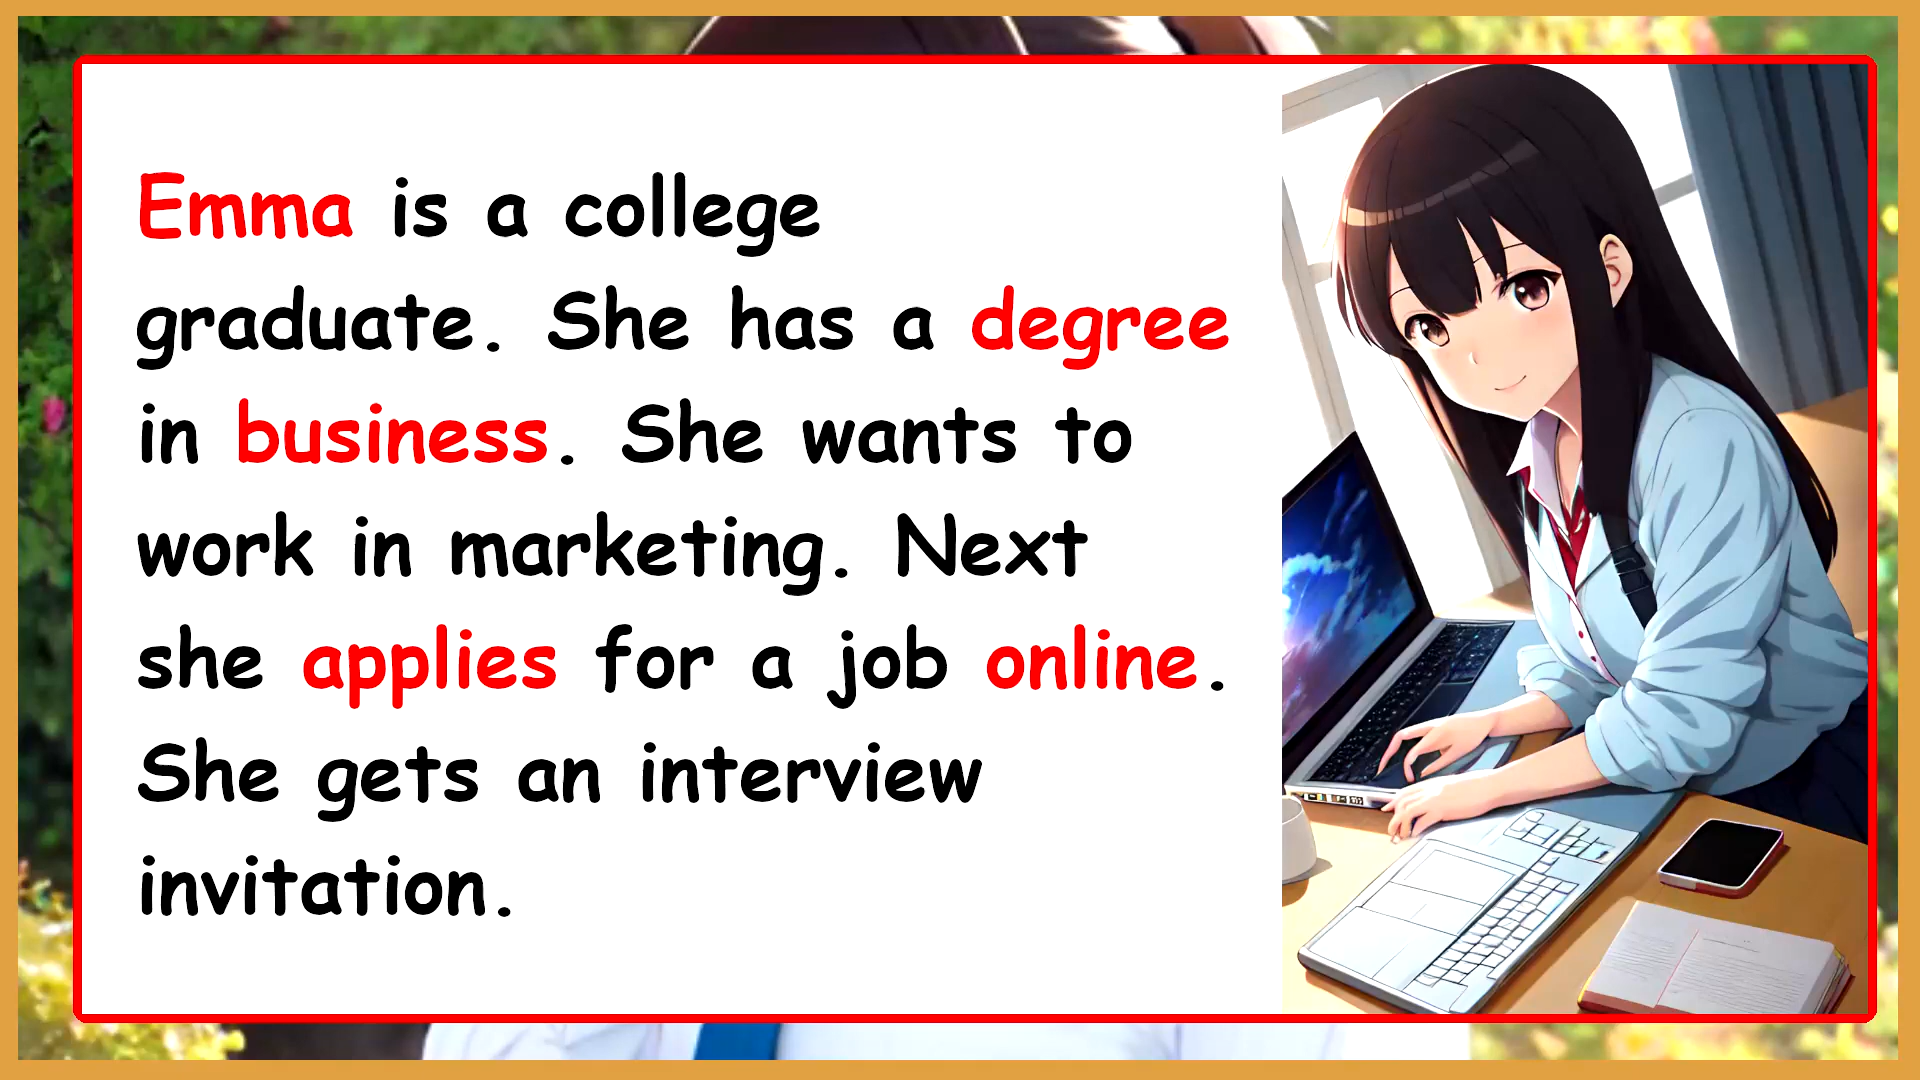 Emma is a college
graduate. She has a degree
in business. She wants to
work in marketing. Next
she applies for a job online.
She gets an interview
invitation.